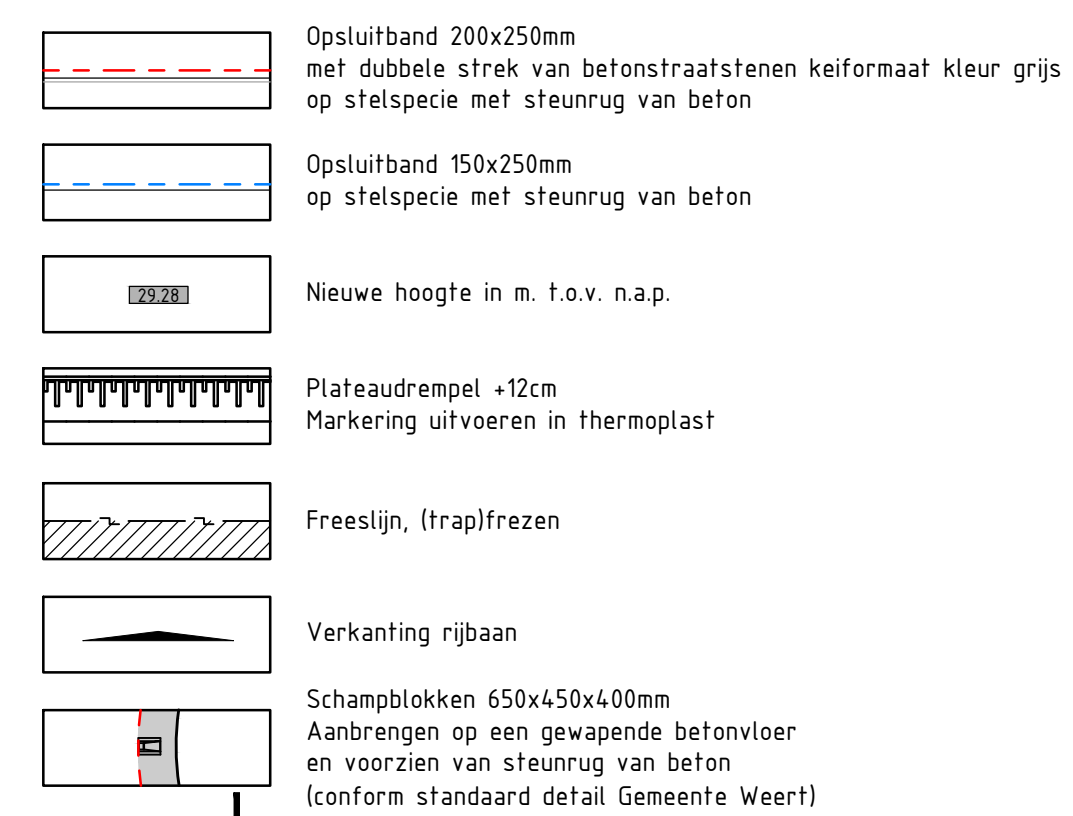 Opsluitband 200x250mm
met dubbele strek van betonstraatstenen keiformaat kleur grijs
op stelspecie met steunrug van beton
Opsluitband 150x250mm
op stelspecie met steunrug van beton
29.28
Nieuwe hoogte in m. t.o.v. n.a.p.
Plateaudrempel +12cm
Markering uitvoeren in thermoplast
Freeslijn, (trap)frezen
Verkanting rijbaan
Schampblokken 650x450x400mm
Aanbrengen op een gewapende betonvloer
en voorzien van steunrug van beton
(conform standaard detail Gemeente Weert)